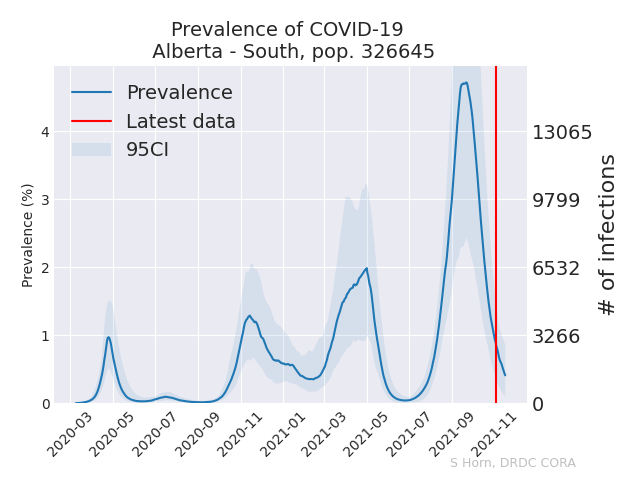 Prevalence of COVID-19
Alberta - South, pop. 326645
Prevalence
Latest data
95CI
Prevalence (%)
4
3
2
1
0
13065
9799
6532
3266
0
# of infections
2020-03
2020-05
2020-07
2020-09
2020-11
2021-01
2021-03
2021-05
2021-07
2021-09
2021-11
S Horn, DRDC CORA